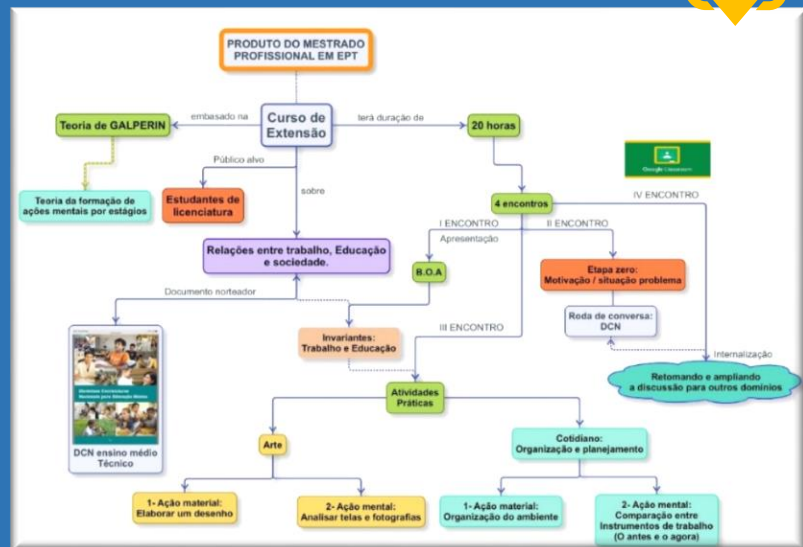 PRODUTO DO MESTRADO
PROFISSIONAL EM EPT
Teoria de GALPERIN
embasado na
Curso de
Extensão
terá duração de
20 horas
Google Classroom
Público alvo
Teoria da formação de
ações mentais por estágios
Estudantes de
licenciatura
sobre
4 encontros
IV ENCONTRO
I ENCONTRO
II ENCONTRO
Apresentação
Relações entre trabalho, Educação
e sociedade.
B.O.A
Etapa zero:
Motivação / situação problema
Documento norteador
Roda de conversa:
DCN
III ENCONTRO
Invariantes:
Trabalho e Educação
Internalização
Retomando e ampliando
a discussão para outros domínios
Atividades
Práticas
DCN ensino médio
Técnico
Arte
Cotidiano:
Organização e planejamento
1- Ação material:
Elaborar um desenho
2- Ação mental:
Analisar telas e fotografias
1- Ação material:
Organização do ambiente
2- Ação mental:
Comparação entre
Instrumentos de trabalho
(O antes e o agora)